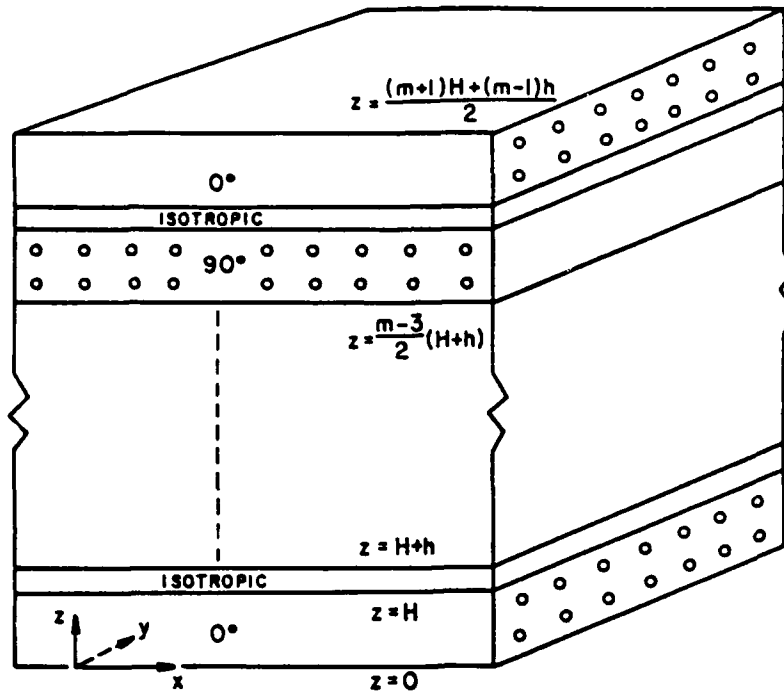 z = (m+1)H+(m-1)h / 2
0°
ISOTROPIC
90°
z = m-3 / 2 (H+h)
z = H+h
ISOTROPIC
z = H
z
y
0°
x
z=0